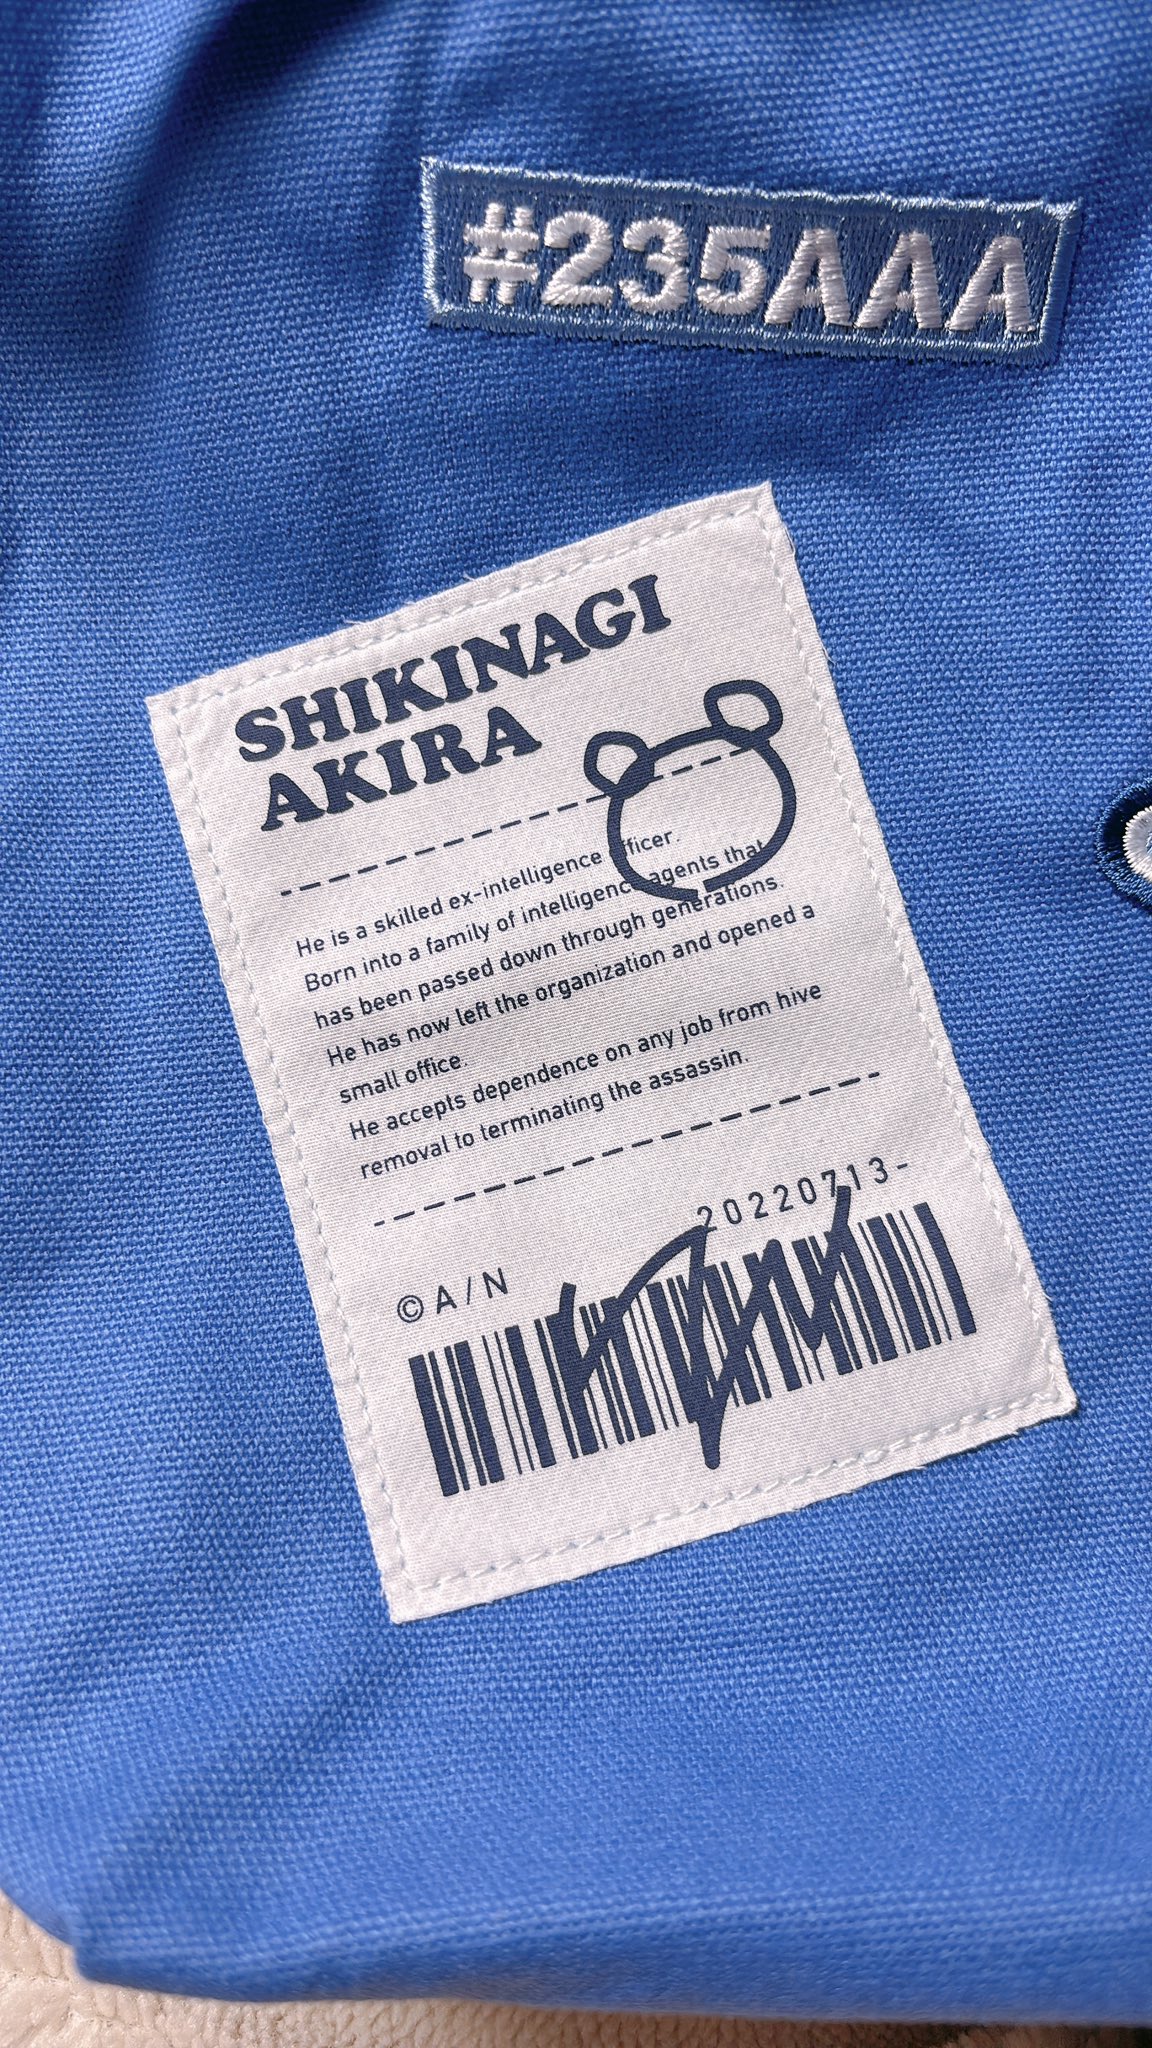 #235AAA
SHIKINAGI
AKIRA
He is a skilled ex-intelligence officer.
Born into a family of intelligence agents that
has been passed down through generations.
He has now left the organization and opened a
small office.
He accepts dependence on any job from hive
removal to terminating the assassin.
20220713-
©A/N